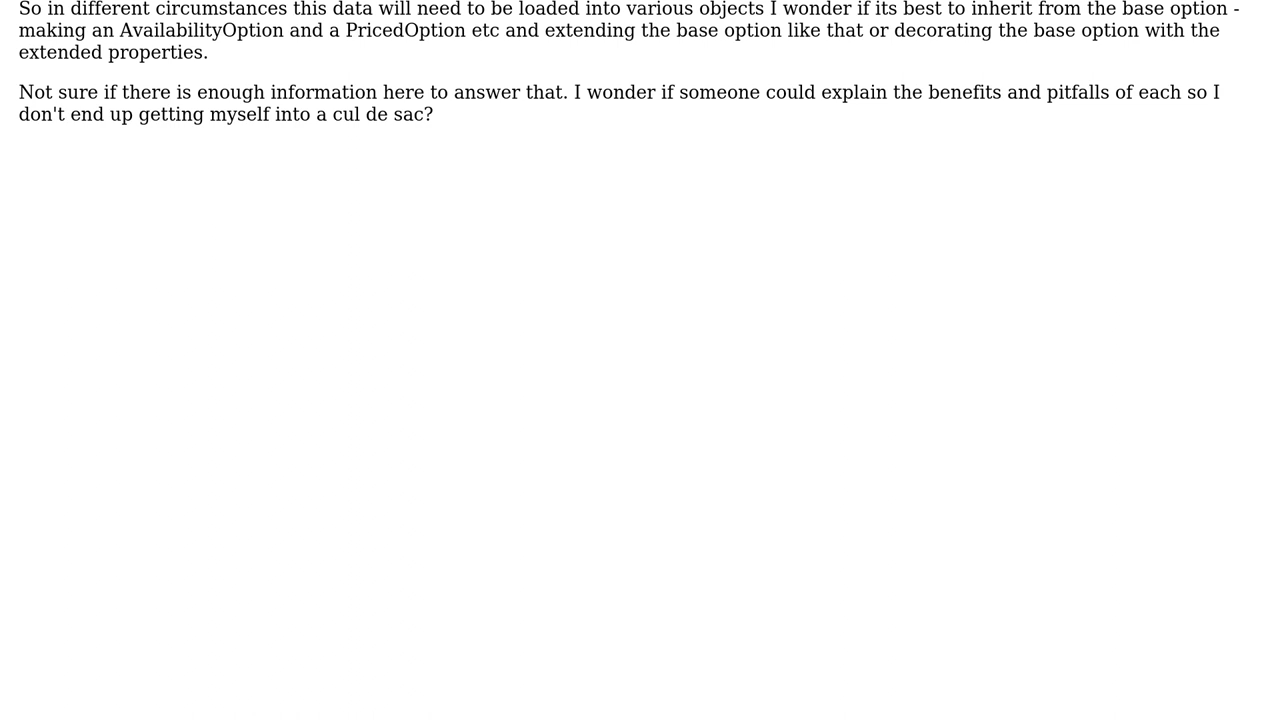 So in different circumstances this data will need to be loaded into various objects I wonder if its best to inherit from the base option -
making an AvailabilityOption and a PricedOption etc and extending the base option like that or decorating the base option with the
extended properties.
Not sure if there is enough information here to answer that. I wonder if someone could explain the benefits and pitfalls of each so I
don't end up getting myself into a cul de sac?